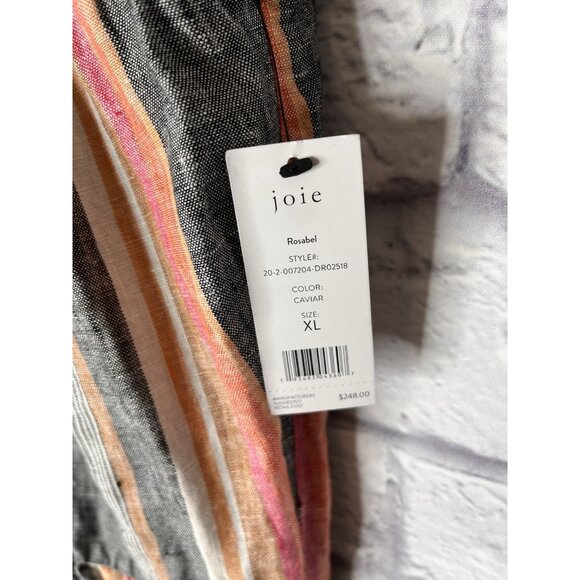 joie
Rosabel
STYLE#:
20-2-007204-DR02518
COLOR:
CAVIAR
SIZE:
XL
MANUFACTURERS
SUGGESTED
RETAIL COST
$248.00